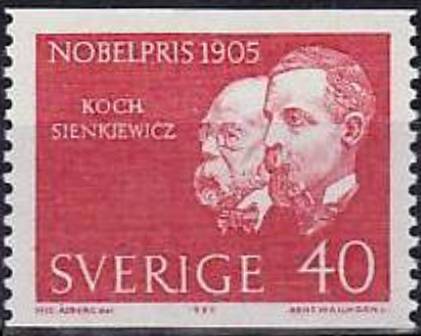 NOBELPRIS 1905
KOCH
SIENKIEWICZ
SVERIGE 40